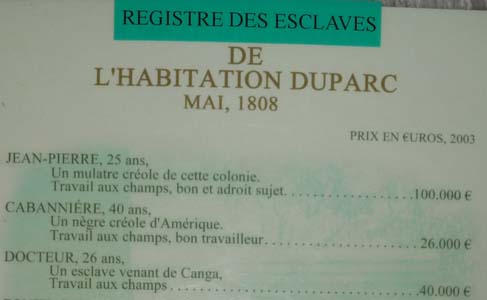 REGISTRE DES ESCLAVES
DE
L'HABITATION DUPARC
MAI, 1808
PRIX EN €UROS, 2003
JEAN-PIERRE, 25 ans,
Un mulatre créole de cette colonie.
Travail aux champs, bon et adroit sujet. . . . . . . . . . . . . . . . . . 100.000 €
CABANNIÉRE, 40 ans,
Un nègre créole d'Amérique.
Travail aux champs, bon travailleur. . . . . . . . . . . . . . . . . . . . . . 26.000 €
DOCTEUR, 26 ans,
Un esclave venant de Canga,
Travail aux champs . . . . . . . . . . . . . . . . . . . . . . . . . . . . . . . . . . . 40.000 €